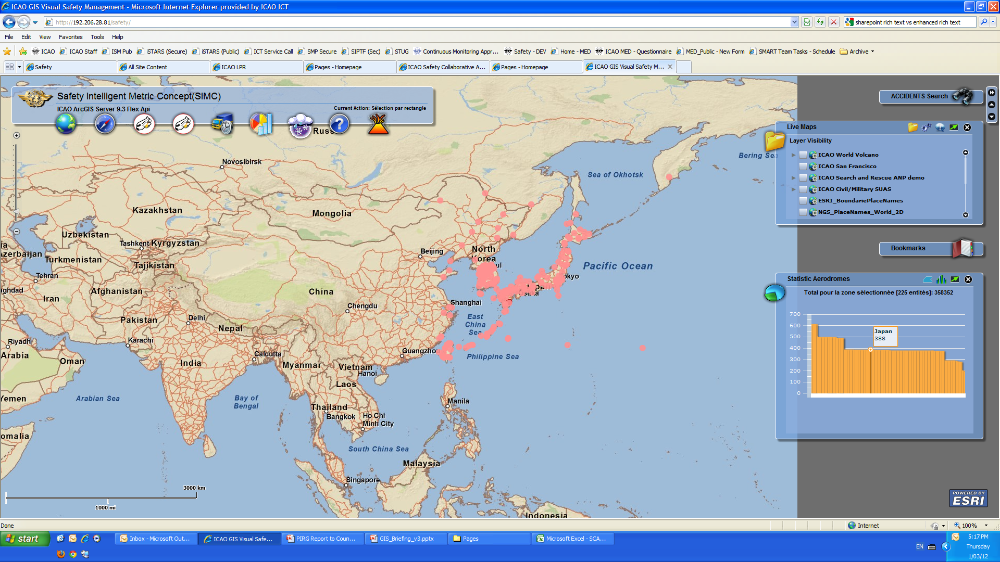 ICAO GIS Visual Safety Management - Microsoft Internet Explorer provided by ICAO ICT
http://192.206.28.81/safety/
sharepoint rich text vs enhanced rich text
File Edit View Favorites Tools Help
ICAO ICAO Staff ISM Pub iSTARS (Secure) iSTARS (Public) ICT Service Call SMP Secure SIPTF (Sec) STUG Continuous Monitoring Appr... Safety - DEV Home - MED ICAO MED - Questionnaire MED_Public - New Form SMART Team Tasks - Schedule Archive
Safety All Site Content ICAO LPR Pages - Homepage ICAO Safety Collaborative A... Pages - Homepage ICAO GIS Visual Safety M...
Safety Intelligent Metric Concept(SIMC)
ICAO ArcGIS Server 9.3 Flex Api
Current Action: Sélection par rectangle
ACCIDENTS Search
Live Maps
Layer Visibility
ICAO World Volcano
ICAO San Francisco
ICAO Search and Rescue ANP demo
ICAO Civil/Military SUAS
ESRI_BoundariePlaceNames
NGS_PlaceNames_World_2D
Bookmarks
Statistic Aerodromes
Total pour la zone sélectionnée [225 entités]: 358352
700
600
500
400
300
200
100
0
Japan
388
Russ
Bering Se
Novosibirsk
Sea of Okhotsk
Kazakhstan
Mongolia
Uzbekistan
Tashkent
Kyrgyzstan
North
Korea
Beijing
ia
zerbaijan
Turkmenistan
Tajikistan
Pacific Ocean
ul
Tehran
okyo
ghdad
Afghanistan
China
Japan
saka
Iran
Shanghai
Chengdu
Pakistan
Delhi
Nepal
East
China
Sea
Karachi
Riyadh
Arabia
Guangzhou
Calcutta
Philippine Sea
Oman
India
Myanmar
Vietnam
Hanoi
Laos
Yemen
Arabian Sea
Bay of
Bengal
Manila
Thailand
Bangkok
Ho Chi
Minh City
omalia
South China Sea
Malaysia
Singapore
Indonesia
3000 km
1000 mi
POWERED BY
ESRI
Done
Internet
100%
start
Inbox - Microsoft Out... ICAO GIS Visual Safe... PIRG Report to Coun... GIS_Briefing_v3.pptx Pages Microsoft Excel - SCA...
EN
5:17 PM
Thursday
1/03/12